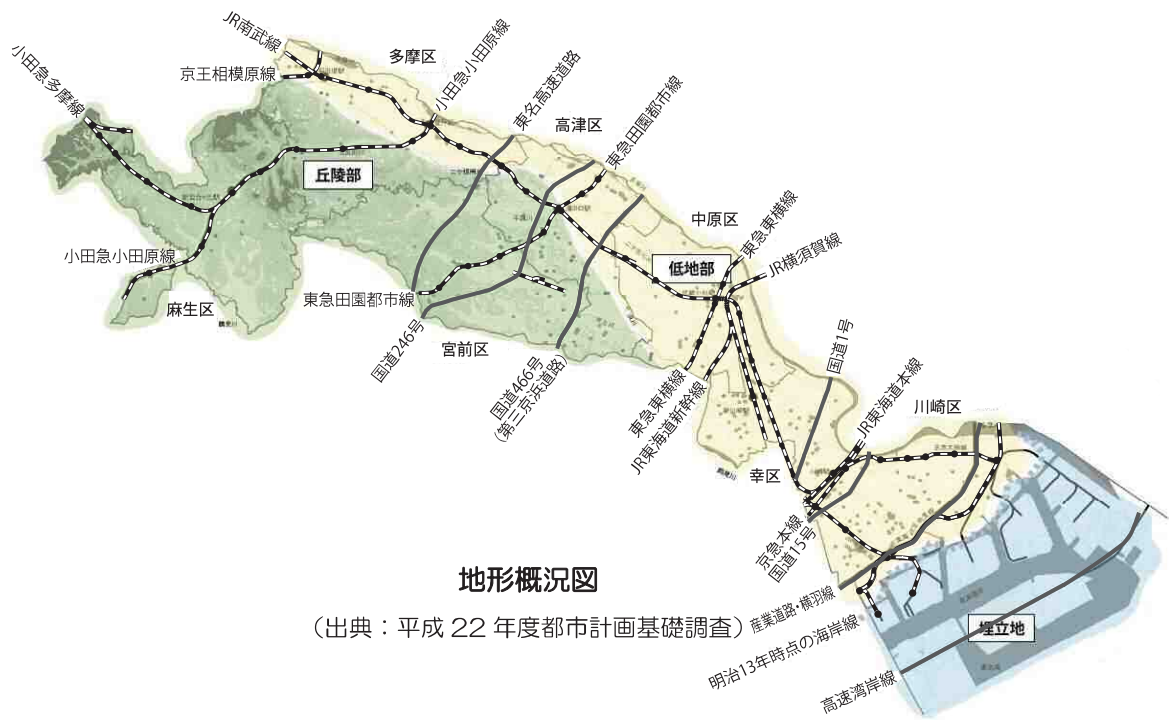 JR南武線
多摩区
小田急小田原線
小田急多摩線
京王相模原線
東名高速道路
高津区
東急田園都市線
丘陵部
中原区
東急東横線
JR横須賀線
低地部
小田急小田原線
麻生区
東急田園都市線
国道246号
宮前区
国道466号
(第三京浜道路)
東急東横線
JR東海道新幹線
国道1号
JR東海道本線
川崎区
幸区
京急本線
国道15号
産業道路・横羽線
明治13年時点の海岸線
高速湾岸線
埋立地
地形概況図
(出典：平成 22 年度都市計画基礎調査)